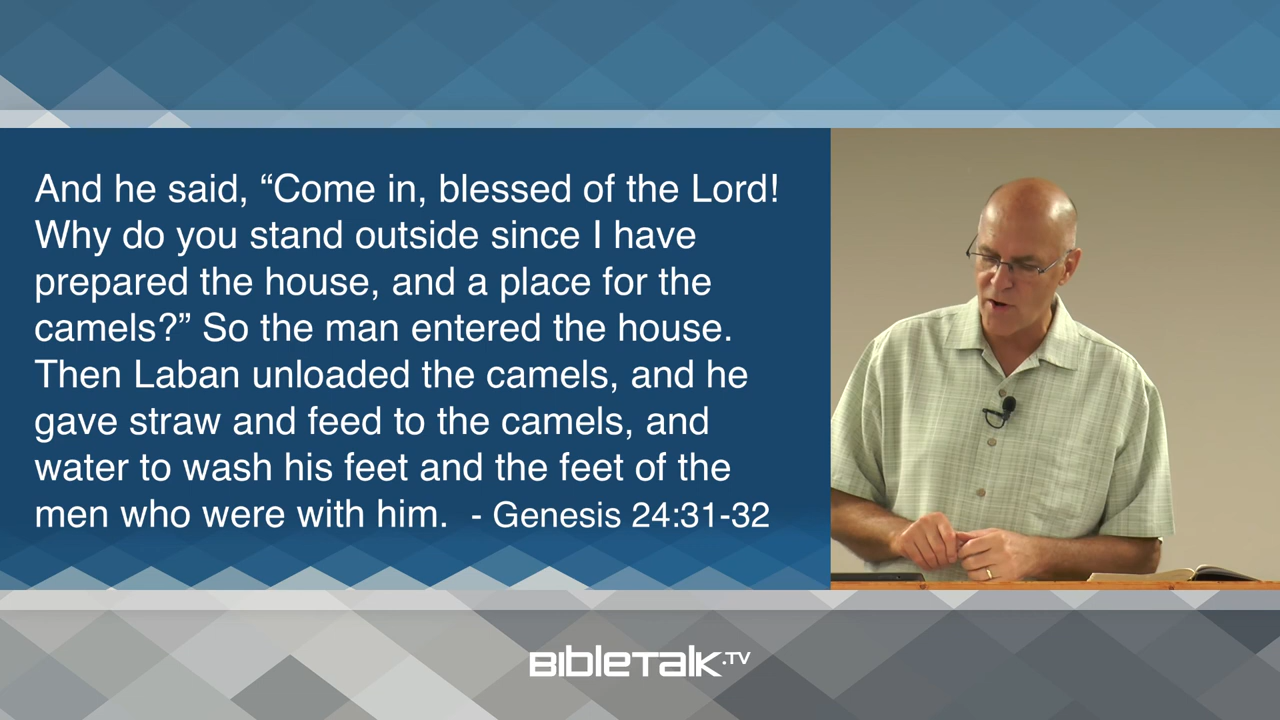 And he said, “Come in, blessed of the Lord!
Why do you stand outside since I have
prepared the house, and a place for the
camels?” So the man entered the house.
Then Laban unloaded the camels, and he
gave straw and feed to the camels, and
water to wash his feet and the feet of the
men who were with him. - Genesis 24:31-32
BibleTalk.TV